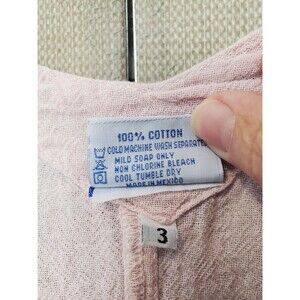 100% COTTON
COLD MACHINE WASH SEPARATELY
MILD SOAP ONLY
NON CHLORINE BLEACH
COOL TUMBLE DRY
MADE IN MEXICO
3